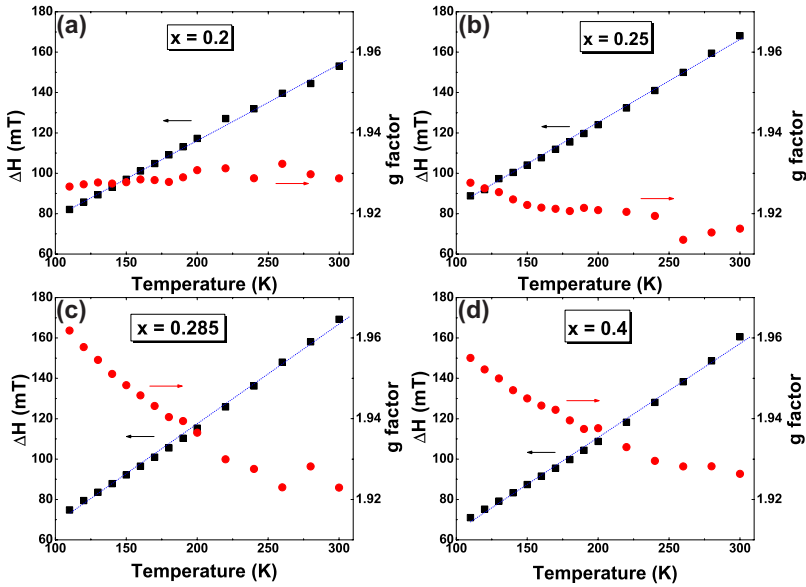 (a)
x = 0.2
180
160
140
120
100
80
60
ΔH (mT)
1.96
1.94
1.92
g factor
100 150 200 250 300
Temperature (K)
(b)
x = 0.25
180
160
140
120
100
80
60
ΔH (mT)
1.96
1.94
1.92
g factor
100 150 200 250 300
Temperature (K)
(c)
x = 0.285
180
160
140
120
100
80
60
ΔH (mT)
1.96
1.94
1.92
g factor
100 150 200 250 300
Temperature (K)
(d)
x = 0.4
180
160
140
120
100
80
60
ΔH (mT)
1.96
1.94
1.92
g factor
100 150 200 250 300
Temperature (K)